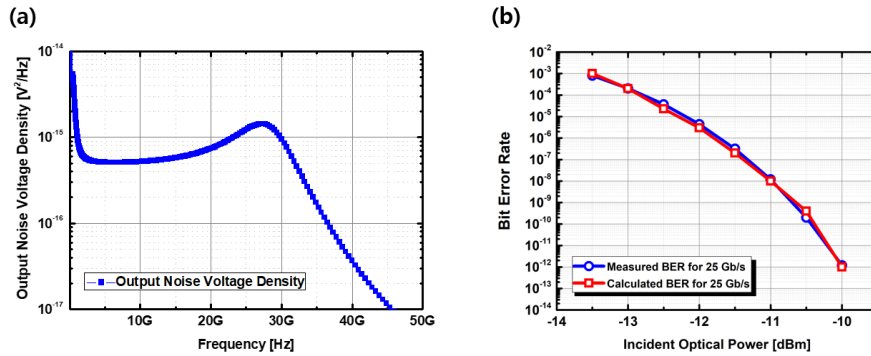 (a)
Output Noise Voltage Density [V²/Hz]
10⁻¹⁴
10⁻¹⁵
10⁻¹⁶
10⁻¹⁷
Output Noise Voltage Density
10G 20G 30G 40G 50G
Frequency [Hz]
(b)
Bit Error Rate
10⁻²
10⁻³
10⁻⁴
10⁻⁵
10⁻⁶
10⁻⁷
10⁻⁸
10⁻⁹
10⁻¹⁰
10⁻¹¹
10⁻¹²
10⁻¹³
10⁻¹⁴
Measured BER for 25 Gb/s
Calculated BER for 25 Gb/s
-14 -13 -12 -11 -10
Incident Optical Power [dBm]